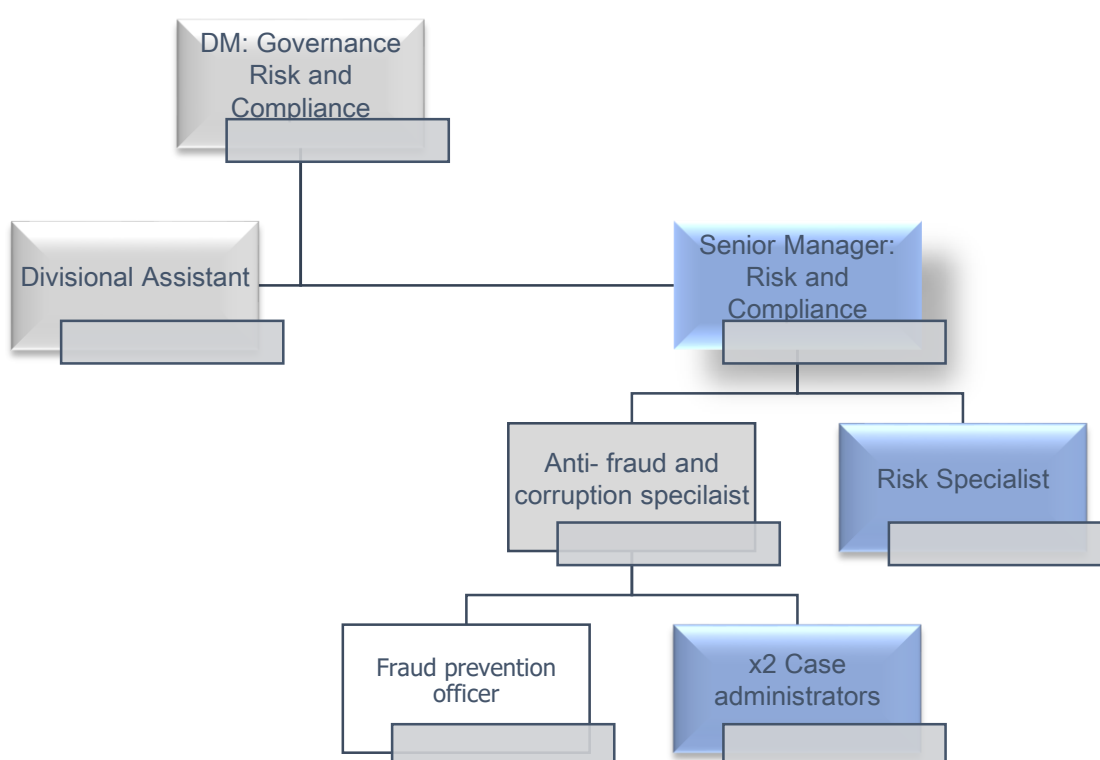 DM: Governance
Risk and
Compliance
Divisional Assistant
Senior Manager:
Risk and
Compliance
Anti- fraud and
corruption specilaist
Risk Specialist
Fraud prevention
officer
x2 Case
administrators